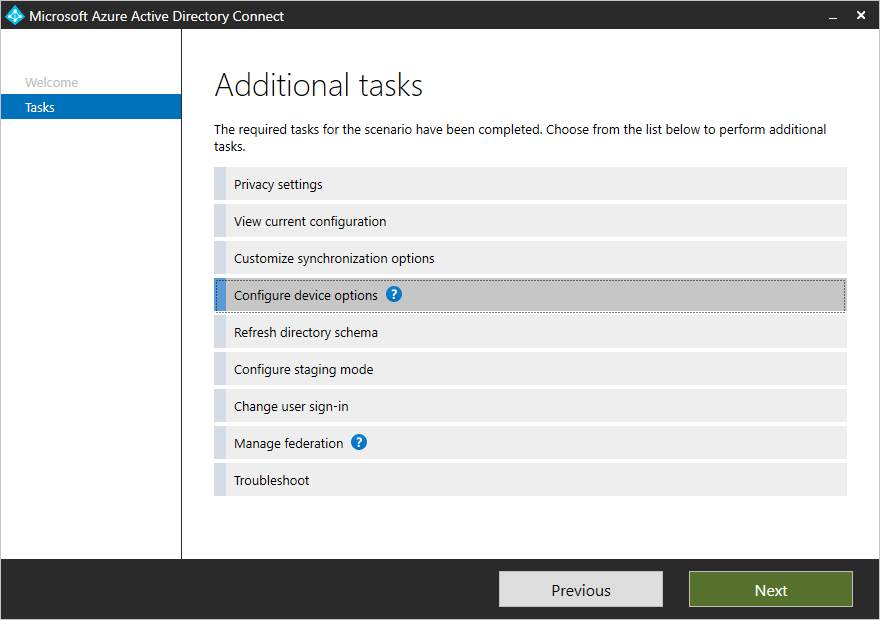 Microsoft Azure Active Directory Connect
Welcome
Tasks
Additional tasks
The required tasks for the scenario have been completed. Choose from the list below to perform additional
tasks.
Privacy settings
View current configuration
Customize synchronization options
Configure device options ?
Refresh directory schema
Configure staging mode
Change user sign-in
Manage federation ?
Troubleshoot
Previous
Next